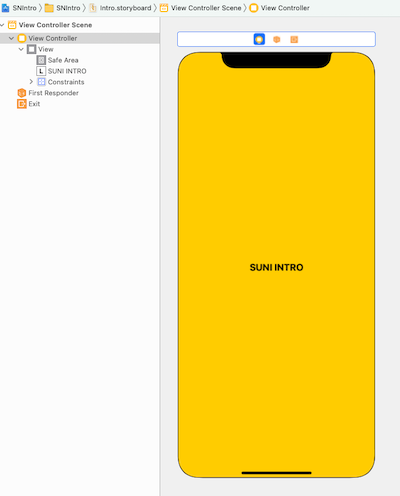 SNIntro 〉 SNIntro 〉 Intro.storyboard 〉 View Controller Scene 〉 View Controller
View Controller Scene
View Controller
View
Safe Area
L SUNI INTRO
Constraints
First Responder
Exit
SUNI INTRO